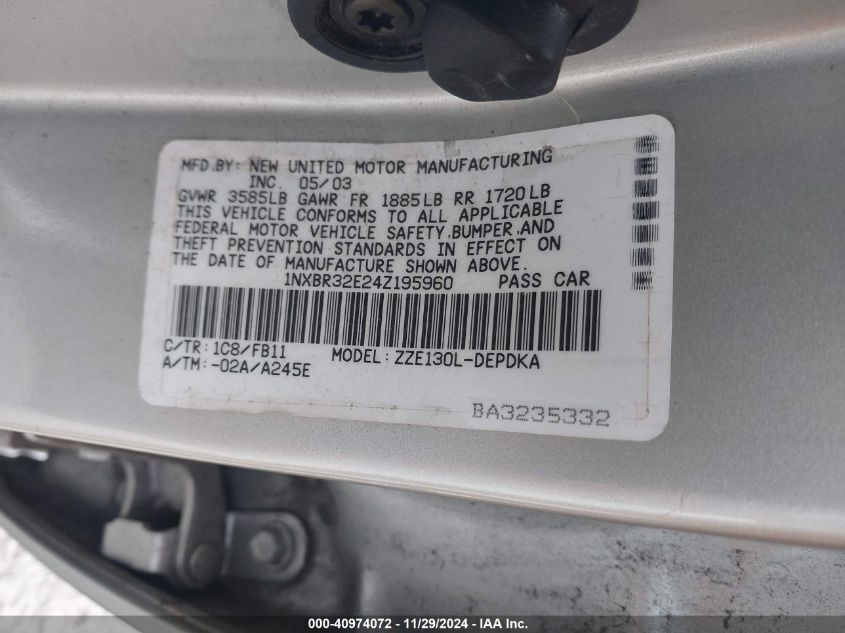 MFD.BY: NEW UNITED MOTOR MANUFACTURING
INC. 05/03
GVWR 3585LB GAWR FR 1885LB RR 1720LB
THIS VEHICLE CONFORMS TO ALL APPLICABLE
FEDERAL MOTOR VEHICLE SAFETY,BUMPER,AND
THEFT PREVENTION STANDARDS IN EFFECT ON
THE DATE OF MANUFACTURE SHOWN ABOVE.
1NXBR32E24Z195960 PASS CAR
C/TR:1C8/FB11 MODEL:ZZE130L-DEPDKA
A/TM:-02A/A245E
BA3235332
000-40974072 - 11/29/2024 - IAA Inc.